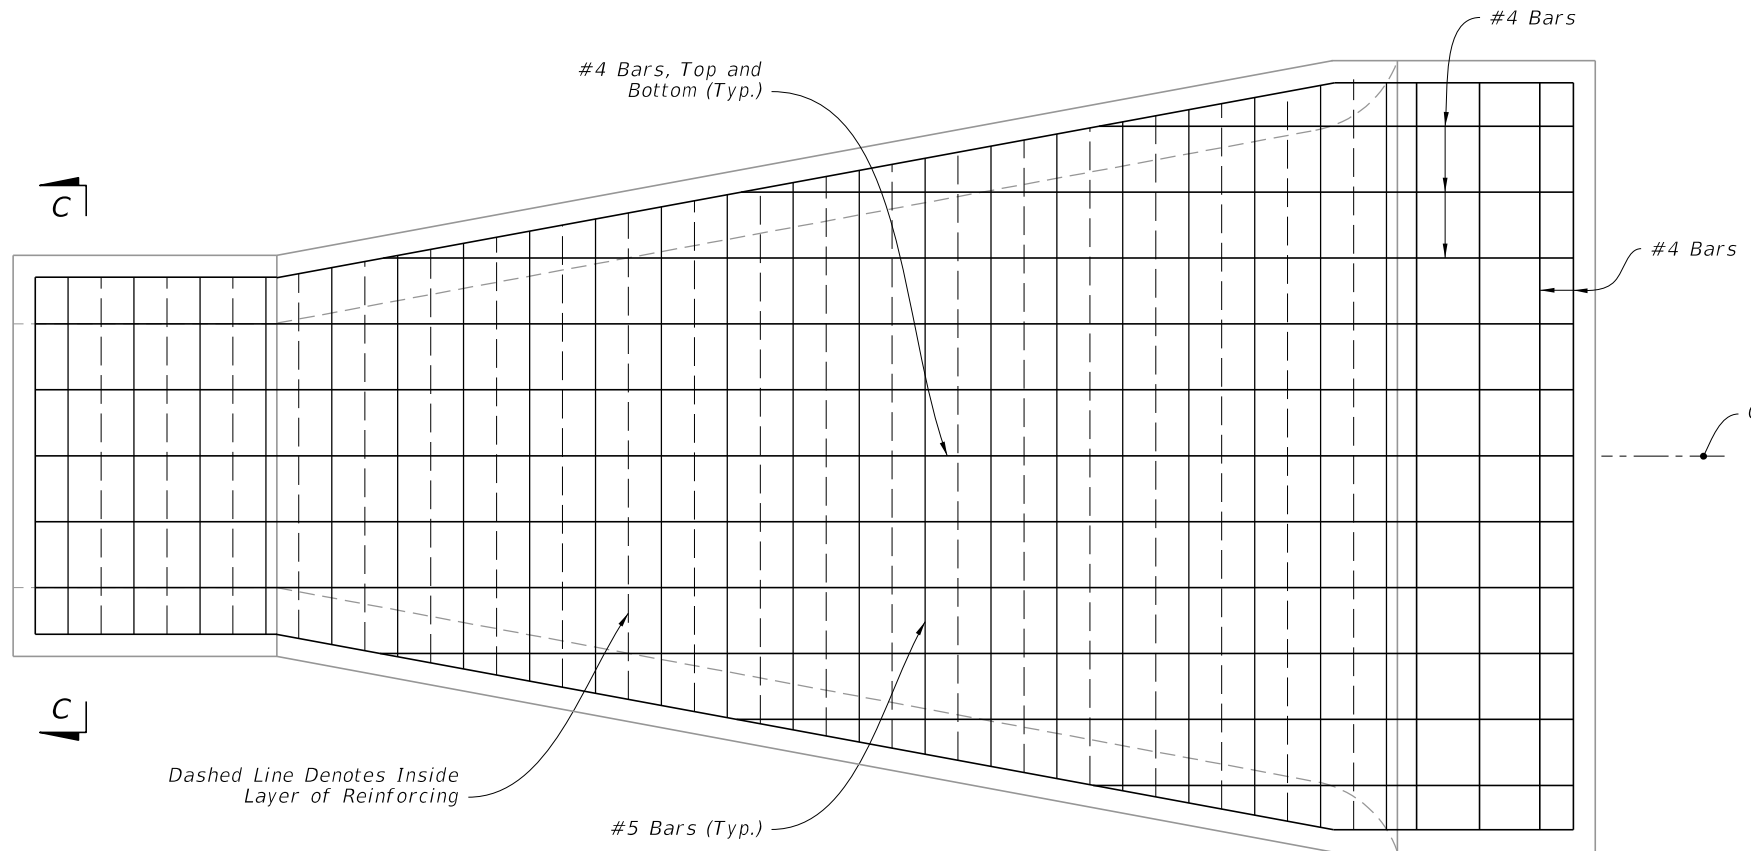 #4 Bars
#4 Bars, Top and
Bottom (Typ.)
C
#4 Bars
C
Dashed Line Denotes Inside
Layer of Reinforcing
#5 Bars (Typ.)